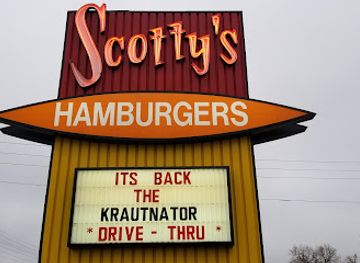 Scotty's
HAMBURGERS
ITS BACK
THE
KRAUTNATOR
* DRIVE - THRU *